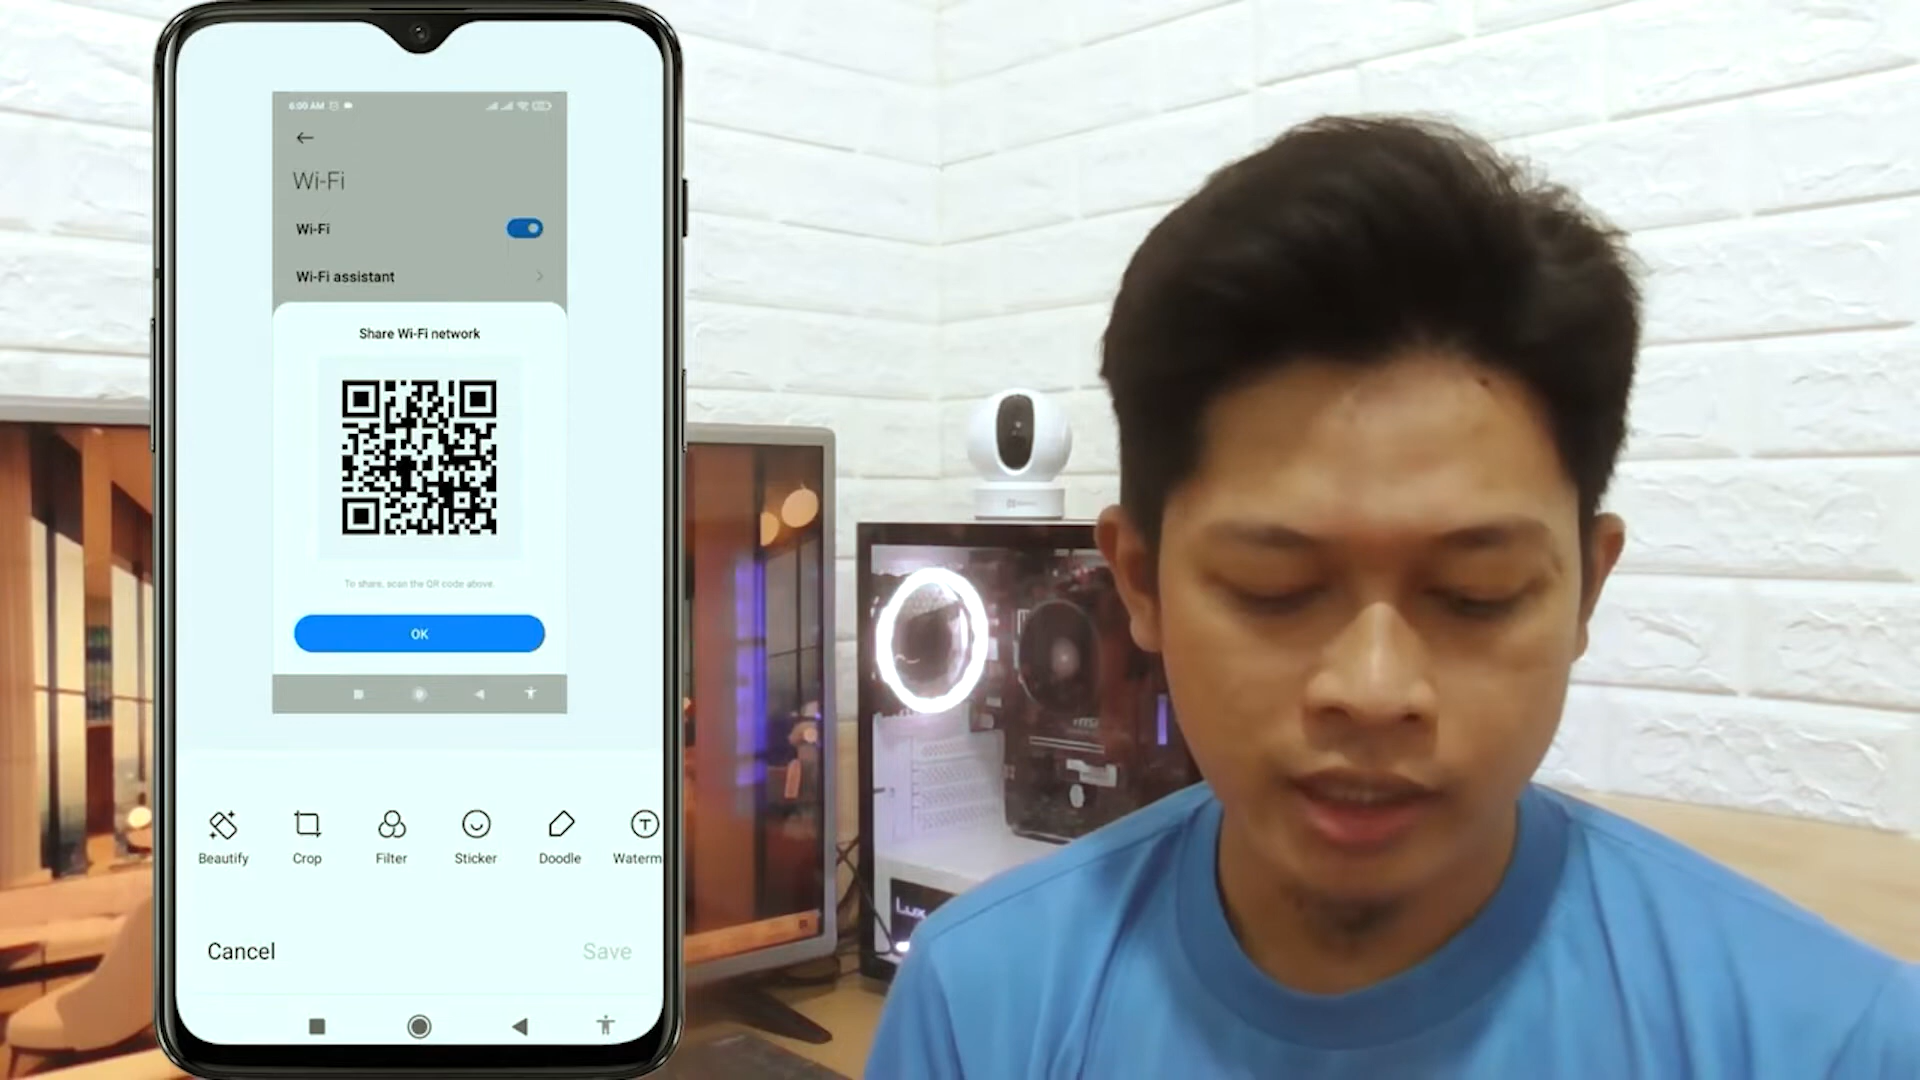 6:00 AM
Wi-Fi
Wi-Fi
Wi-Fi assistant
Share Wi-Fi network
To share, scan the QR code above.
OK
Beautify Crop Filter Sticker Doodle Waterm
Cancel Save
Lux